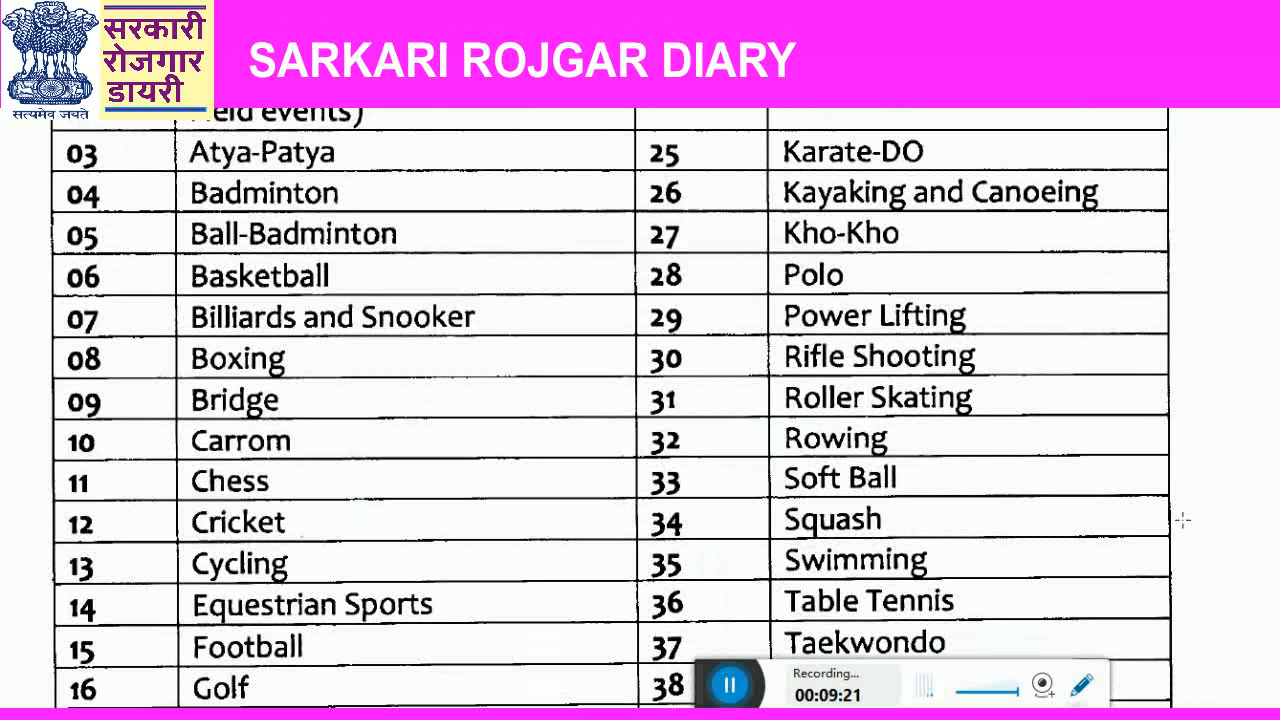 सरकारी
रोजगार
डायरी
सत्यमेव जयते
SARKARI ROJGAR DIARY
field events)
03 Atya-Patya 25 Karate-DO
04 Badminton 26 Kayaking and Canoeing
05 Ball-Badminton 27 Kho-Kho
06 Basketball 28 Polo
07 Billiards and Snooker 29 Power Lifting
08 Boxing 30 Rifle Shooting
09 Bridge 31 Roller Skating
10 Carrom 32 Rowing
11 Chess 33 Soft Ball
12 Cricket 34 Squash
13 Cycling 35 Swimming
14 Equestrian Sports 36 Table Tennis
15 Football 37 Taekwondo
16 Golf 38
Recording...
00:09:21